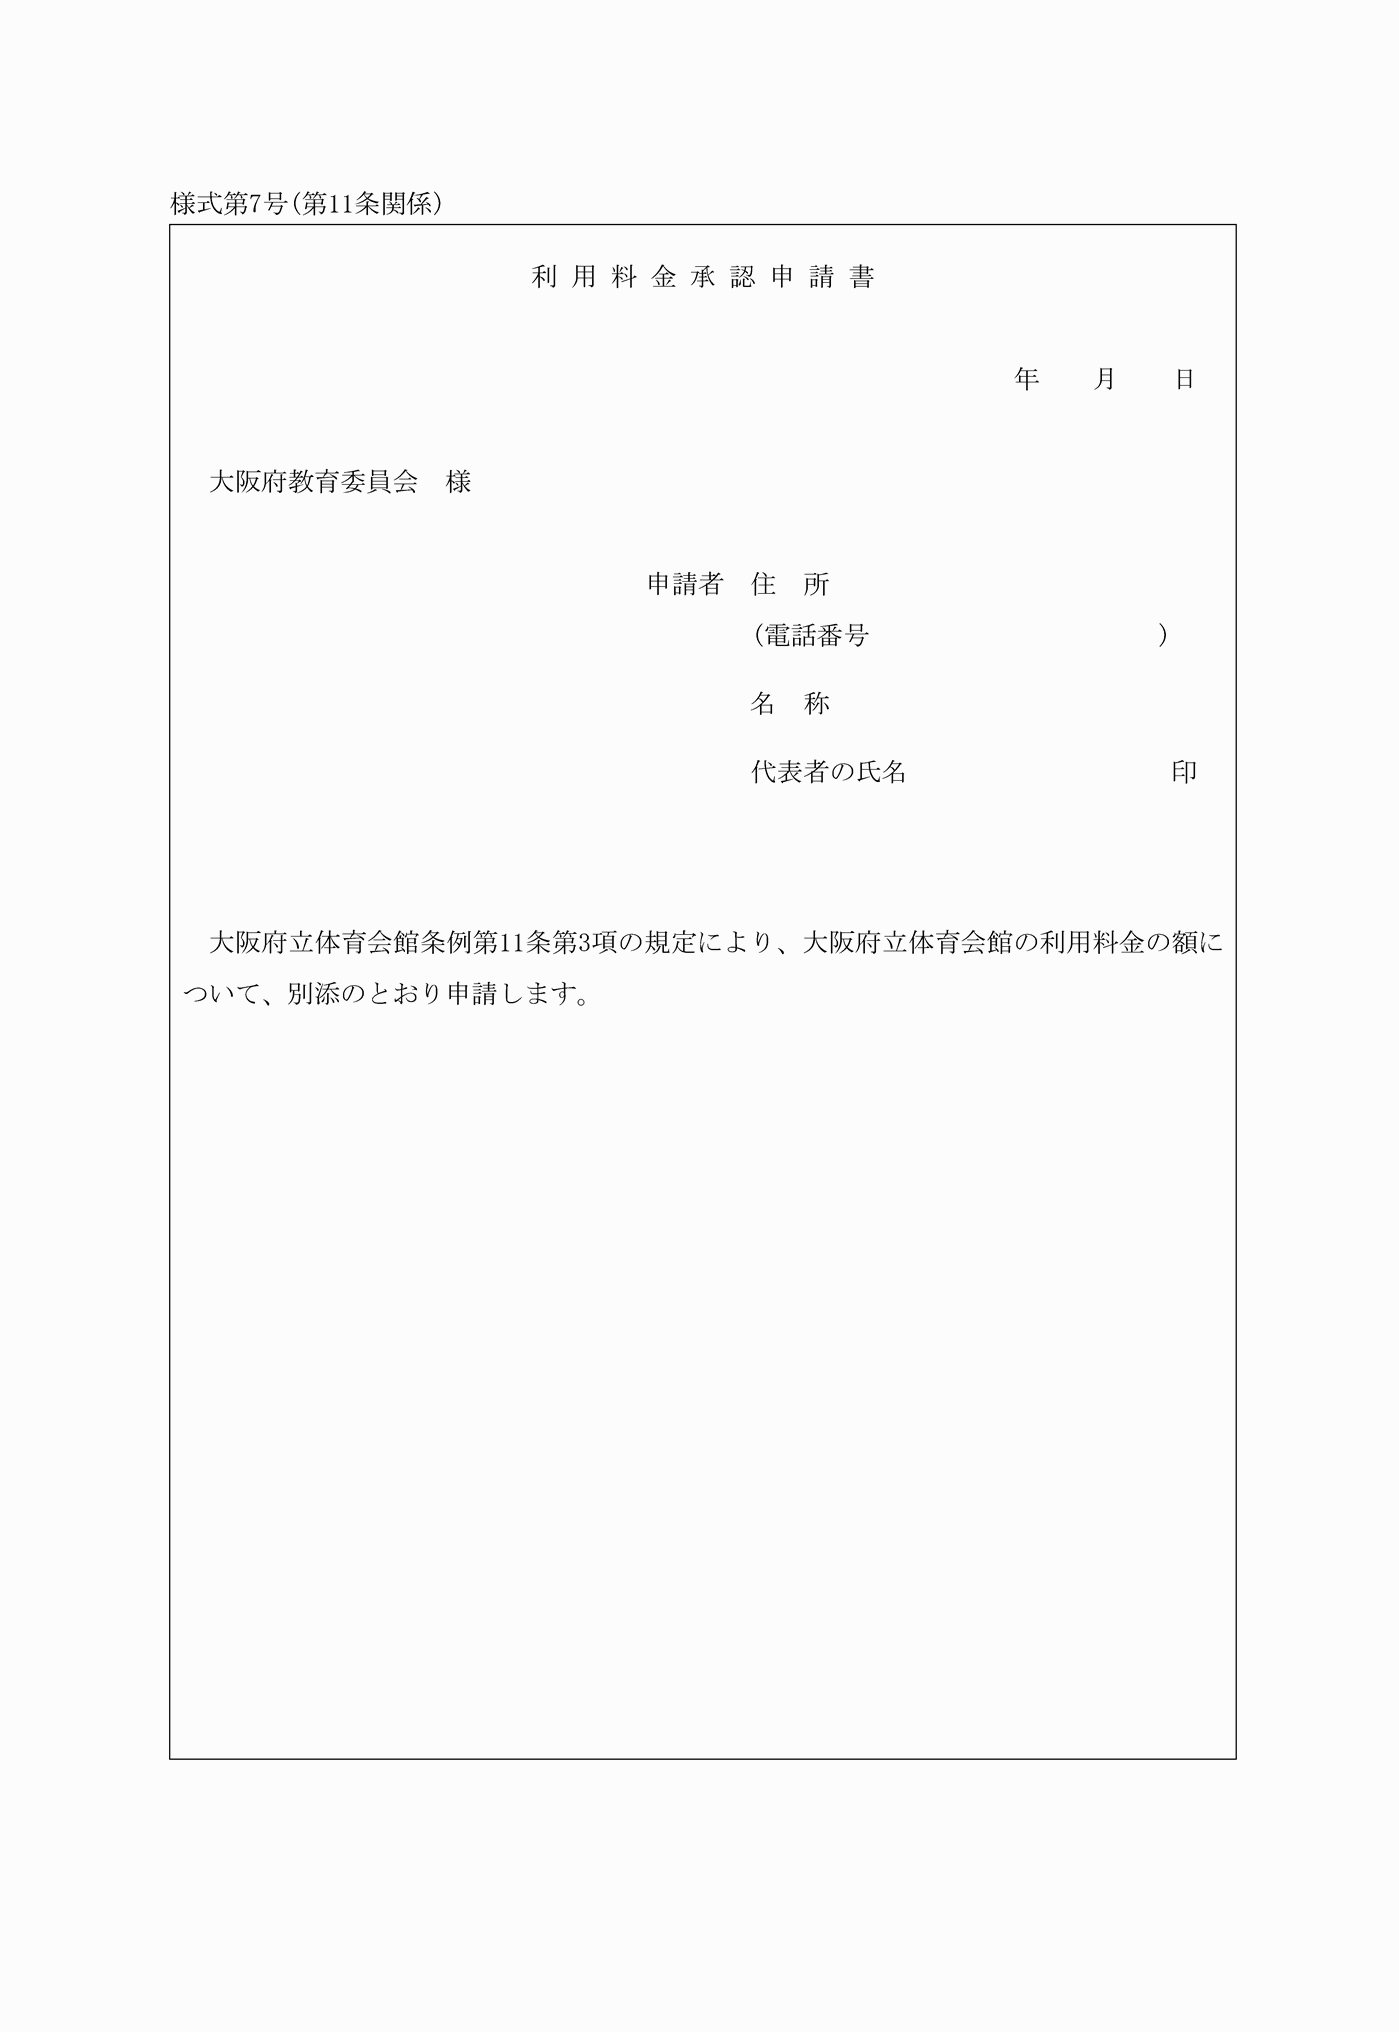 様式第7号(第11条関係)
利用料金承認申請書
年　　月　　日
大阪府教育委員会　様
申請者　住　所
(電話番号　　　　　　　　　　　)
名　称
代表者の氏名　　　　　　　　　　印
大阪府立体育会館条例第11条第3項の規定により、大阪府立体育会館の利用料金の額に
ついて、別添のとおり申請します。